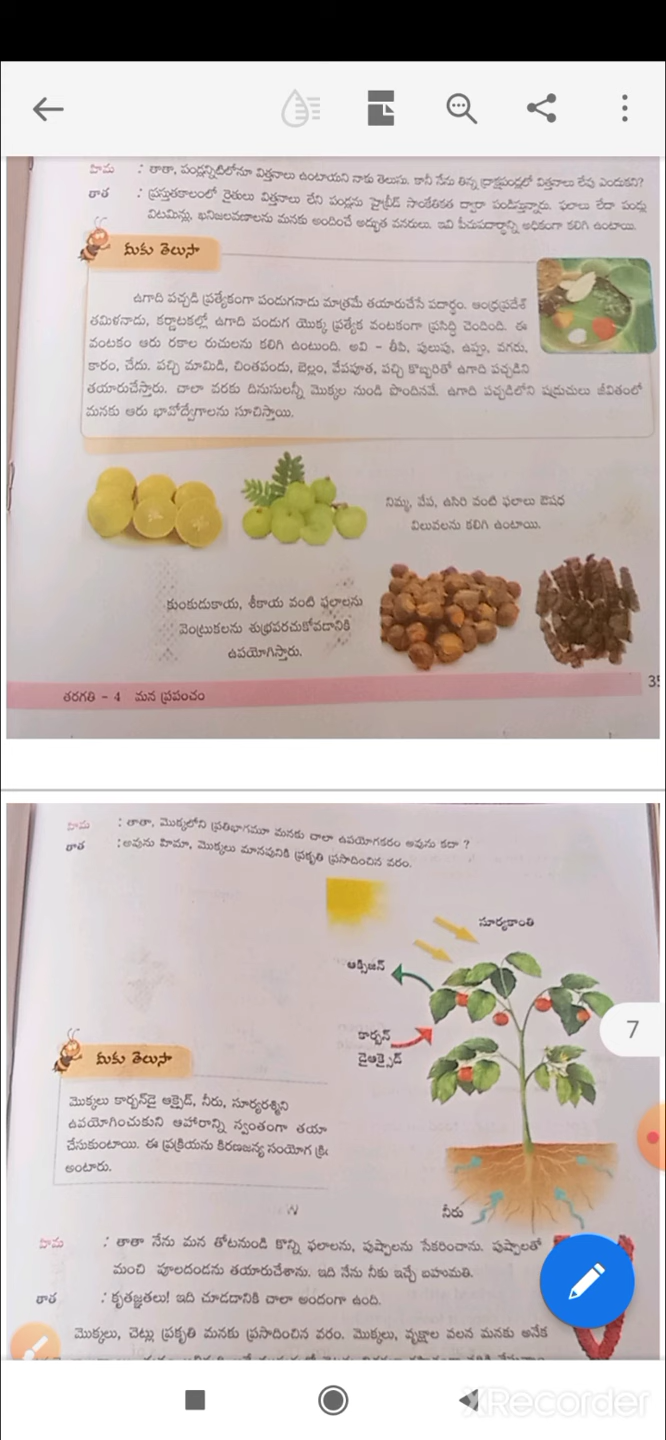 హిమ : తాతా, పండ్లన్నిటిలోనూ విత్తనాలు ఉంటాయని నాకు తెలుసు. కానీ నేను తిన్న ద్రాక్షపండ్లలో విత్తనాలు లేవు ఎందుకని?
తాత : ప్రస్తుతకాలంలో రైతులు విత్తనాలు లేని పండ్లను హైబ్రీడ్ సాంకేతికత ద్వారా పండిస్తున్నారు. ఫలాలు లేదా పండ్లు
విటమిన్లు, ఖనిజలవణాలను మనకు అందించే అద్భుత వనరులు. ఇవి పీచుపదార్థాన్ని అధికంగా కలిగి ఉంటాయి.
మీకు తెలుసా
ఉగాది పచ్చడి ప్రత్యేకంగా పండుగనాడు మాత్రమే తయారుచేసే పదార్థం. ఆంధ్రప్రదేశ్
తమిళనాడు, కర్ణాటకల్లో ఉగాది పండుగ యొక్క ప్రత్యేక వంటకంగా ప్రసిద్ధి చెందింది. ఈ
వంటకం ఆరు రకాల రుచులను కలిగి ఉంటుంది. అవి - తీపి, పులుపు, ఉప్పు, వగరు,
కారం, చేదు. పచ్చి మామిడి, చింతపండు, బెల్లం, వేపపూత, పచ్చి కొబ్బరితో ఉగాది పచ్చడిని
తయారుచేస్తారు. చాలా వరకు దినుసులన్నీ మొక్కల నుండి పొందినవే. ఉగాది పచ్చడిలోని షడ్రుచులు జీవితంలో
మనకు ఆరు భావోద్వేగాలను సూచిస్తాయి.
నిమ్మ, వేప, ఉసిరి వంటి ఫలాలు ఔషధ
విలువలను కలిగి ఉంటాయి.
కుంకుడుకాయ, శీకాయ వంటి ఫలాలను
వెంట్రుకలను శుభ్రపరచుకోవడానికి
ఉపయోగిస్తారు.
తరగతి - 4 మన ప్రపంచం
హిమ : తాతా, మొక్కలోని ప్రతిభాగమూ మనకు చాలా ఉపయోగకరం అవును కదా ?
తాత : అవును హిమా, మొక్కలు మానవునికి ప్రకృతి ప్రసాదించిన వరం.
సూర్యకాంతి
ఆక్సిజన్
కార్బన్
డైఆక్సైడ్
7
మీకు తెలుసా
మొక్కలు కార్బన్‌డై ఆక్సైడ్, నీరు, సూర్యరశ్మిని
ఉపయోగించుకుని ఆహారాన్ని స్వంతంగా తయా
చేసుకుంటాయి. ఈ ప్రక్రియను కిరణజన్య సంయోగ క్రి
అంటారు.
నీరు
హిమ : తాతా నేను మన తోటనుండి కొన్ని ఫలాలను, పుష్పాలను సేకరించాను. పుష్పాలతో
మంచి పూలదండను తయారుచేశాను. ఇది నేను నీకు ఇచ్చే బహుమతి.
తాత : కృతజ్ఞతలు! ఇది చూడదానికి చాలా అందంగా ఉంది.
మొక్కలు, చెట్లు ప్రకృతి మనకు ప్రసాదించిన వరం. మొక్కలు, వృక్షాల వలన మనకు అనేక
XRecorder